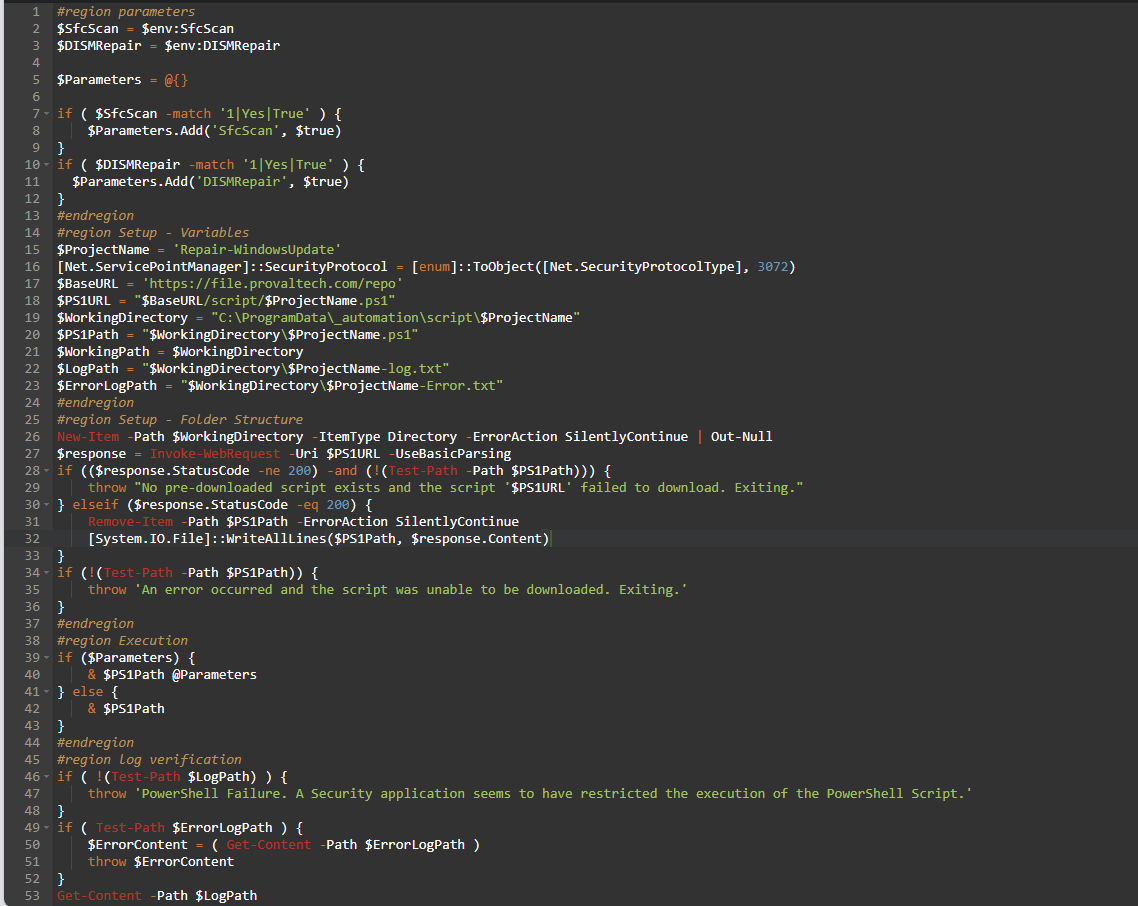 1 #region parameters
2 $SfcScan = $env:SfcScan
3 $DISMRepair = $env:DISMRepair
4
5 $Parameters = @{}
6
7 if ( $SfcScan -match '1|Yes|True' ) {
8     $Parameters.Add('SfcScan', $true)
9 }
10 if ( $DISMRepair -match '1|Yes|True' ) {
11   $Parameters.Add('DISMRepair', $true)
12 }
13 #endregion
14 #region Setup - Variables
15 $ProjectName = 'Repair-WindowsUpdate'
16 [Net.ServicePointManager]::SecurityProtocol = [enum]::ToObject([Net.SecurityProtocolType], 3072)
17 $BaseURL = 'https://file.provaltech.com/repo'
18 $PS1URL = "$BaseURL/script/$ProjectName.ps1"
19 $WorkingDirectory = "C:\ProgramData\_automation\script\$ProjectName"
20 $PS1Path = "$WorkingDirectory\$ProjectName.ps1"
21 $WorkingPath = $WorkingDirectory
22 $LogPath = "$WorkingDirectory\$ProjectName-log.txt"
23 $ErrorLogPath = "$WorkingDirectory\$ProjectName-Error.txt"
24 #endregion
25 #region Setup - Folder Structure
26 New-Item -Path $WorkingDirectory -ItemType Directory -ErrorAction SilentlyContinue | Out-Null
27 $response = Invoke-WebRequest -Uri $PS1URL -UseBasicParsing
28 if (($response.StatusCode -ne 200) -and (!(Test-Path -Path $PS1Path))) {
29     throw "No pre-downloaded script exists and the script '$PS1URL' failed to download. Exiting."
30 } elseif ($response.StatusCode -eq 200) {
31     Remove-Item -Path $PS1Path -ErrorAction SilentlyContinue
32     [System.IO.File]::WriteAllLines($PS1Path, $response.Content)
33 }
34 if (!(Test-Path -Path $PS1Path)) {
35     throw 'An error occurred and the script was unable to be downloaded. Exiting.'
36 }
37 #endregion
38 #region Execution
39 if ($Parameters) {
40     & $PS1Path @Parameters
41 } else {
42     & $PS1Path
43 }
44 #endregion
45 #region log verification
46 if ( !(Test-Path $LogPath) ) {
47     throw 'PowerShell Failure. A Security application seems to have restricted the execution of the PowerShell Script.'
48 }
49 if ( Test-Path $ErrorLogPath ) {
50     $ErrorContent = ( Get-Content -Path $ErrorLogPath )
51     throw $ErrorContent
52 }
53 Get-Content -Path $LogPath